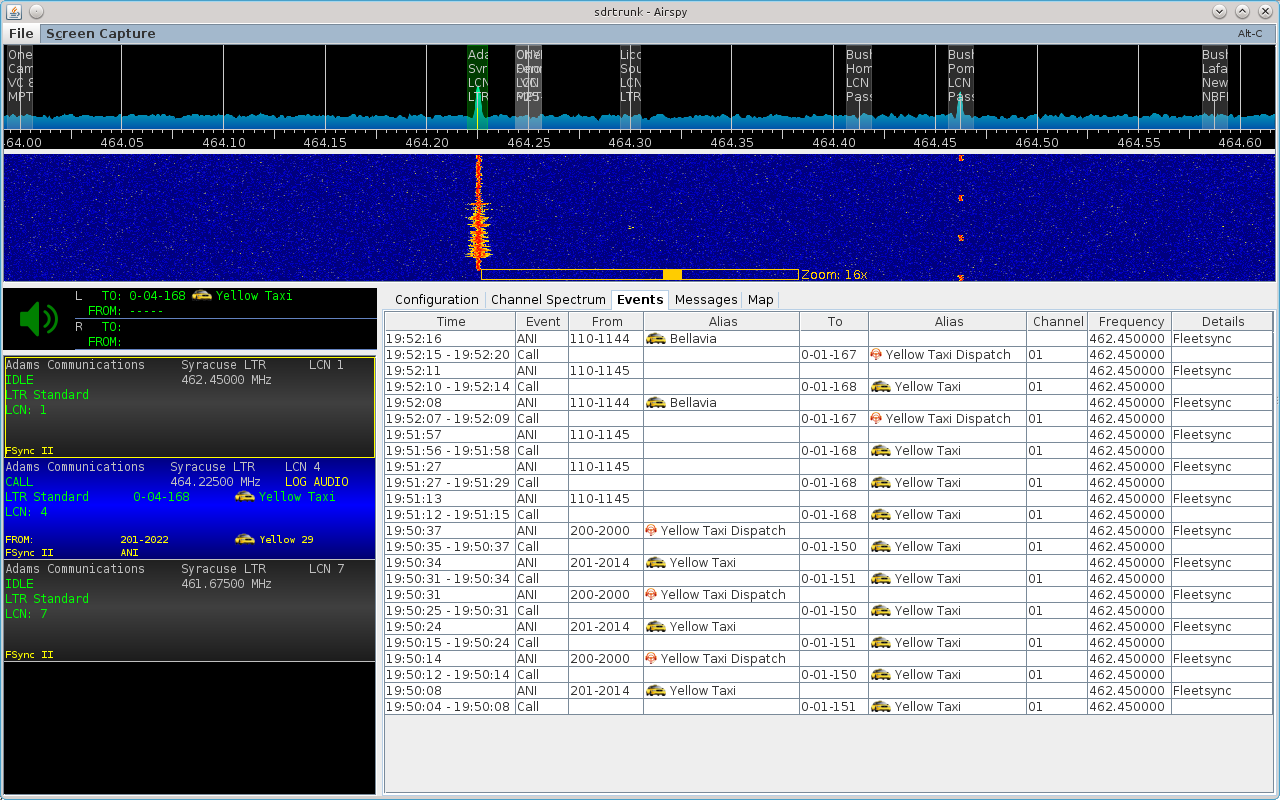 sdrtrunk - Airspy
File Screen Capture Alt-C
One Ada Lico Bush Bush Bush
Cam Svr Sou Hom Pom Lafa
VC 8 LCN LCN LCN LCN New
MPT LTR LTR Pass Pass NBFI
464.00 464.05 464.10 464.15 464.20 464.25 464.30 464.35 464.40 464.45 464.50 464.55 464.60
Zoom: 16x
L TO: 0-04-168 Yellow Taxi
FROM: -----
R TO:
FROM:
Adams Communications Syracuse LTR LCN 1
IDLE 462.45000 MHz
LTR Standard
LCN: 1
FSync II
Adams Communications Syracuse LTR LCN 4
CALL 464.22500 MHz LOG AUDIO
LTR Standard 0-04-168 Yellow Taxi
LCN: 4
FROM: 201-2022 Yellow 29
FSync II ANI
Adams Communications Syracuse LTR LCN 7
IDLE 461.67500 MHz
LTR Standard
LCN: 7
FSync II
Configuration Channel Spectrum Events Messages Map
Time Event From Alias To Alias Channel Frequency Details
19:52:16 ANI 110-1144 Bellavia 462.450000 Fleetsync
19:52:15 - 19:52:20 Call 0-01-167 Yellow Taxi Dispatch 01 462.450000
19:52:11 ANI 110-1145 462.450000 Fleetsync
19:52:10 - 19:52:14 Call 0-01-168 Yellow Taxi 01 462.450000
19:52:08 ANI 110-1144 Bellavia 462.450000 Fleetsync
19:52:07 - 19:52:09 Call 0-01-167 Yellow Taxi Dispatch 01 462.450000
19:51:57 ANI 110-1145 462.450000 Fleetsync
19:51:56 - 19:51:58 Call 0-01-168 Yellow Taxi 01 462.450000
19:51:27 ANI 110-1145 462.450000 Fleetsync
19:51:27 - 19:51:29 Call 0-01-168 Yellow Taxi 01 462.450000
19:51:13 ANI 110-1145 462.450000 Fleetsync
19:51:12 - 19:51:15 Call 0-01-168 Yellow Taxi 01 462.450000
19:50:37 ANI 200-2000 Yellow Taxi Dispatch 462.450000 Fleetsync
19:50:35 - 19:50:37 Call 0-01-150 Yellow Taxi 01 462.450000
19:50:34 ANI 201-2014 Yellow Taxi 462.450000 Fleetsync
19:50:31 - 19:50:34 Call 0-01-151 Yellow Taxi 01 462.450000
19:50:31 ANI 200-2000 Yellow Taxi Dispatch 462.450000 Fleetsync
19:50:25 - 19:50:31 Call 0-01-150 Yellow Taxi 01 462.450000
19:50:24 ANI 201-2014 Yellow Taxi 462.450000 Fleetsync
19:50:15 - 19:50:24 Call 0-01-151 Yellow Taxi 01 462.450000
19:50:14 ANI 200-2000 Yellow Taxi Dispatch 462.450000 Fleetsync
19:50:12 - 19:50:14 Call 0-01-150 Yellow Taxi 01 462.450000
19:50:08 ANI 201-2014 Yellow Taxi 462.450000 Fleetsync
19:50:04 - 19:50:08 Call 0-01-151 Yellow Taxi 01 462.450000